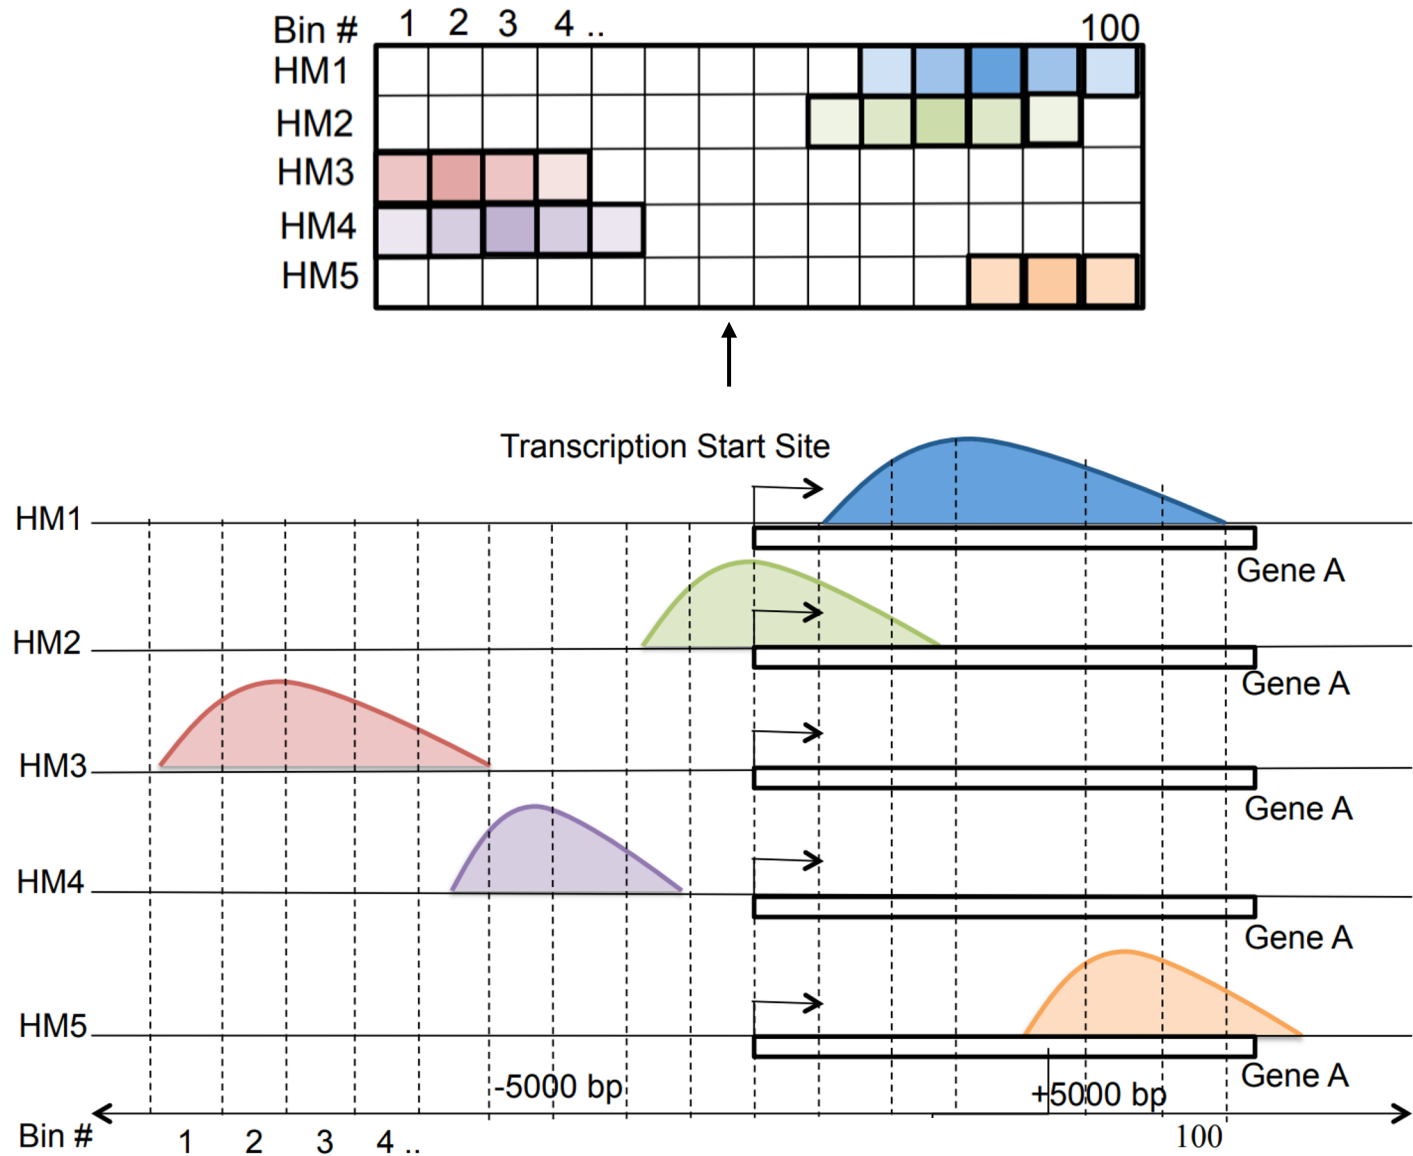 Bin # 1 2 3 4 .. 100
HM1
HM2
HM3
HM4
HM5
Transcription Start Site
HM1
Gene A
HM2
Gene A
HM3
Gene A
HM4
Gene A
HM5
Gene A
-5000 bp +5000 bp
Bin # 1 2 3 4 .. 100